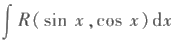 ∫ R( sin x ,cos x ) dx